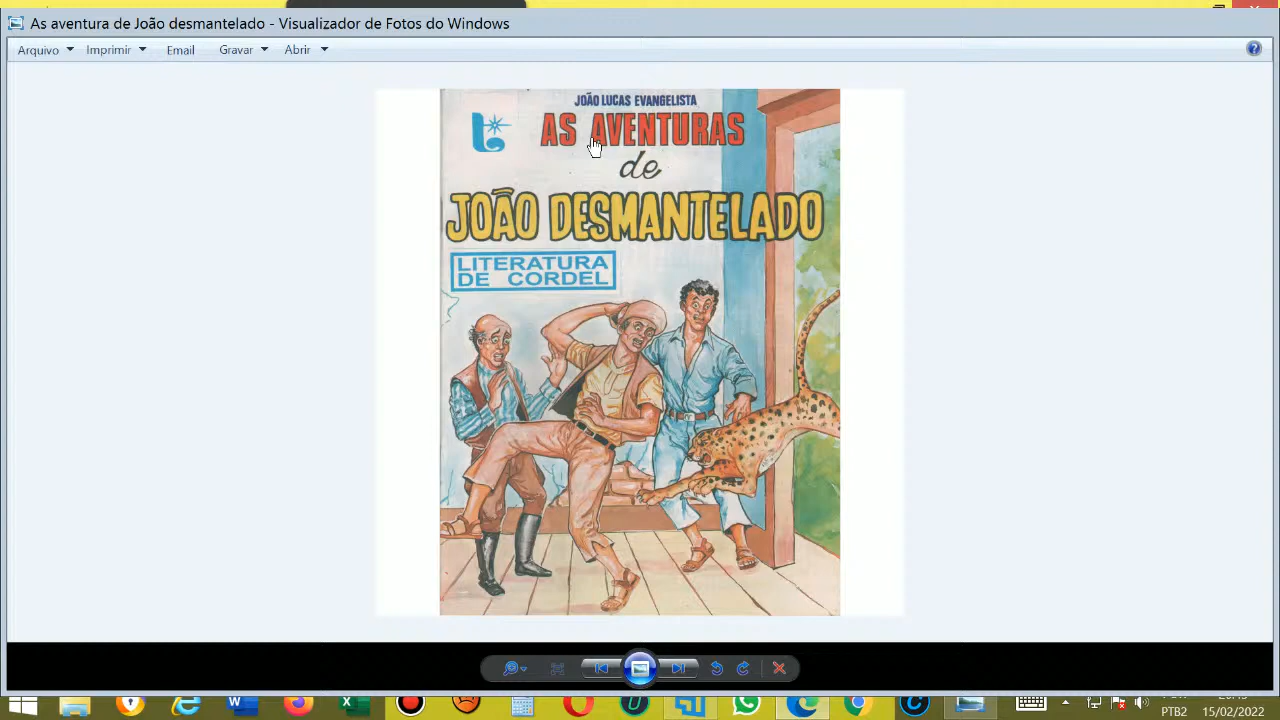 As aventura de João desmantelado - Visualizador de Fotos do Windows
Arquivo Imprimir Email Gravar Abrir
JOÃO LUCAS EVANGELISTA
AS AVENTURAS
de
JOÃO DESMANTELADO
LITERATURA
DE CORDEL
PTB2 15/02/2022